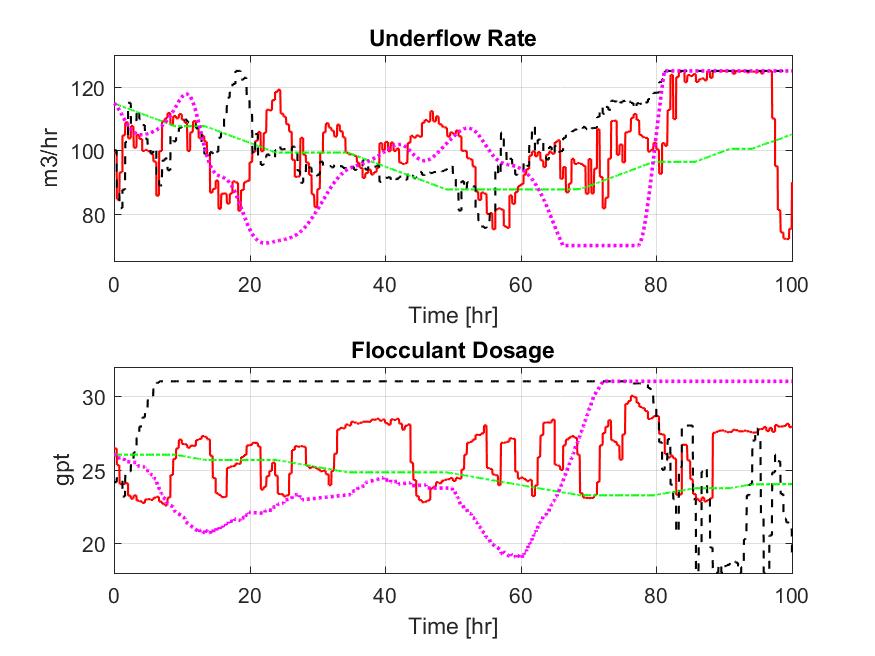 Underflow Rate
m3/hr
120
100
80
0 20 40 60 80 100
Time [hr]
Flocculant Dosage
gpt
30
25
20
0 20 40 60 80 100
Time [hr]